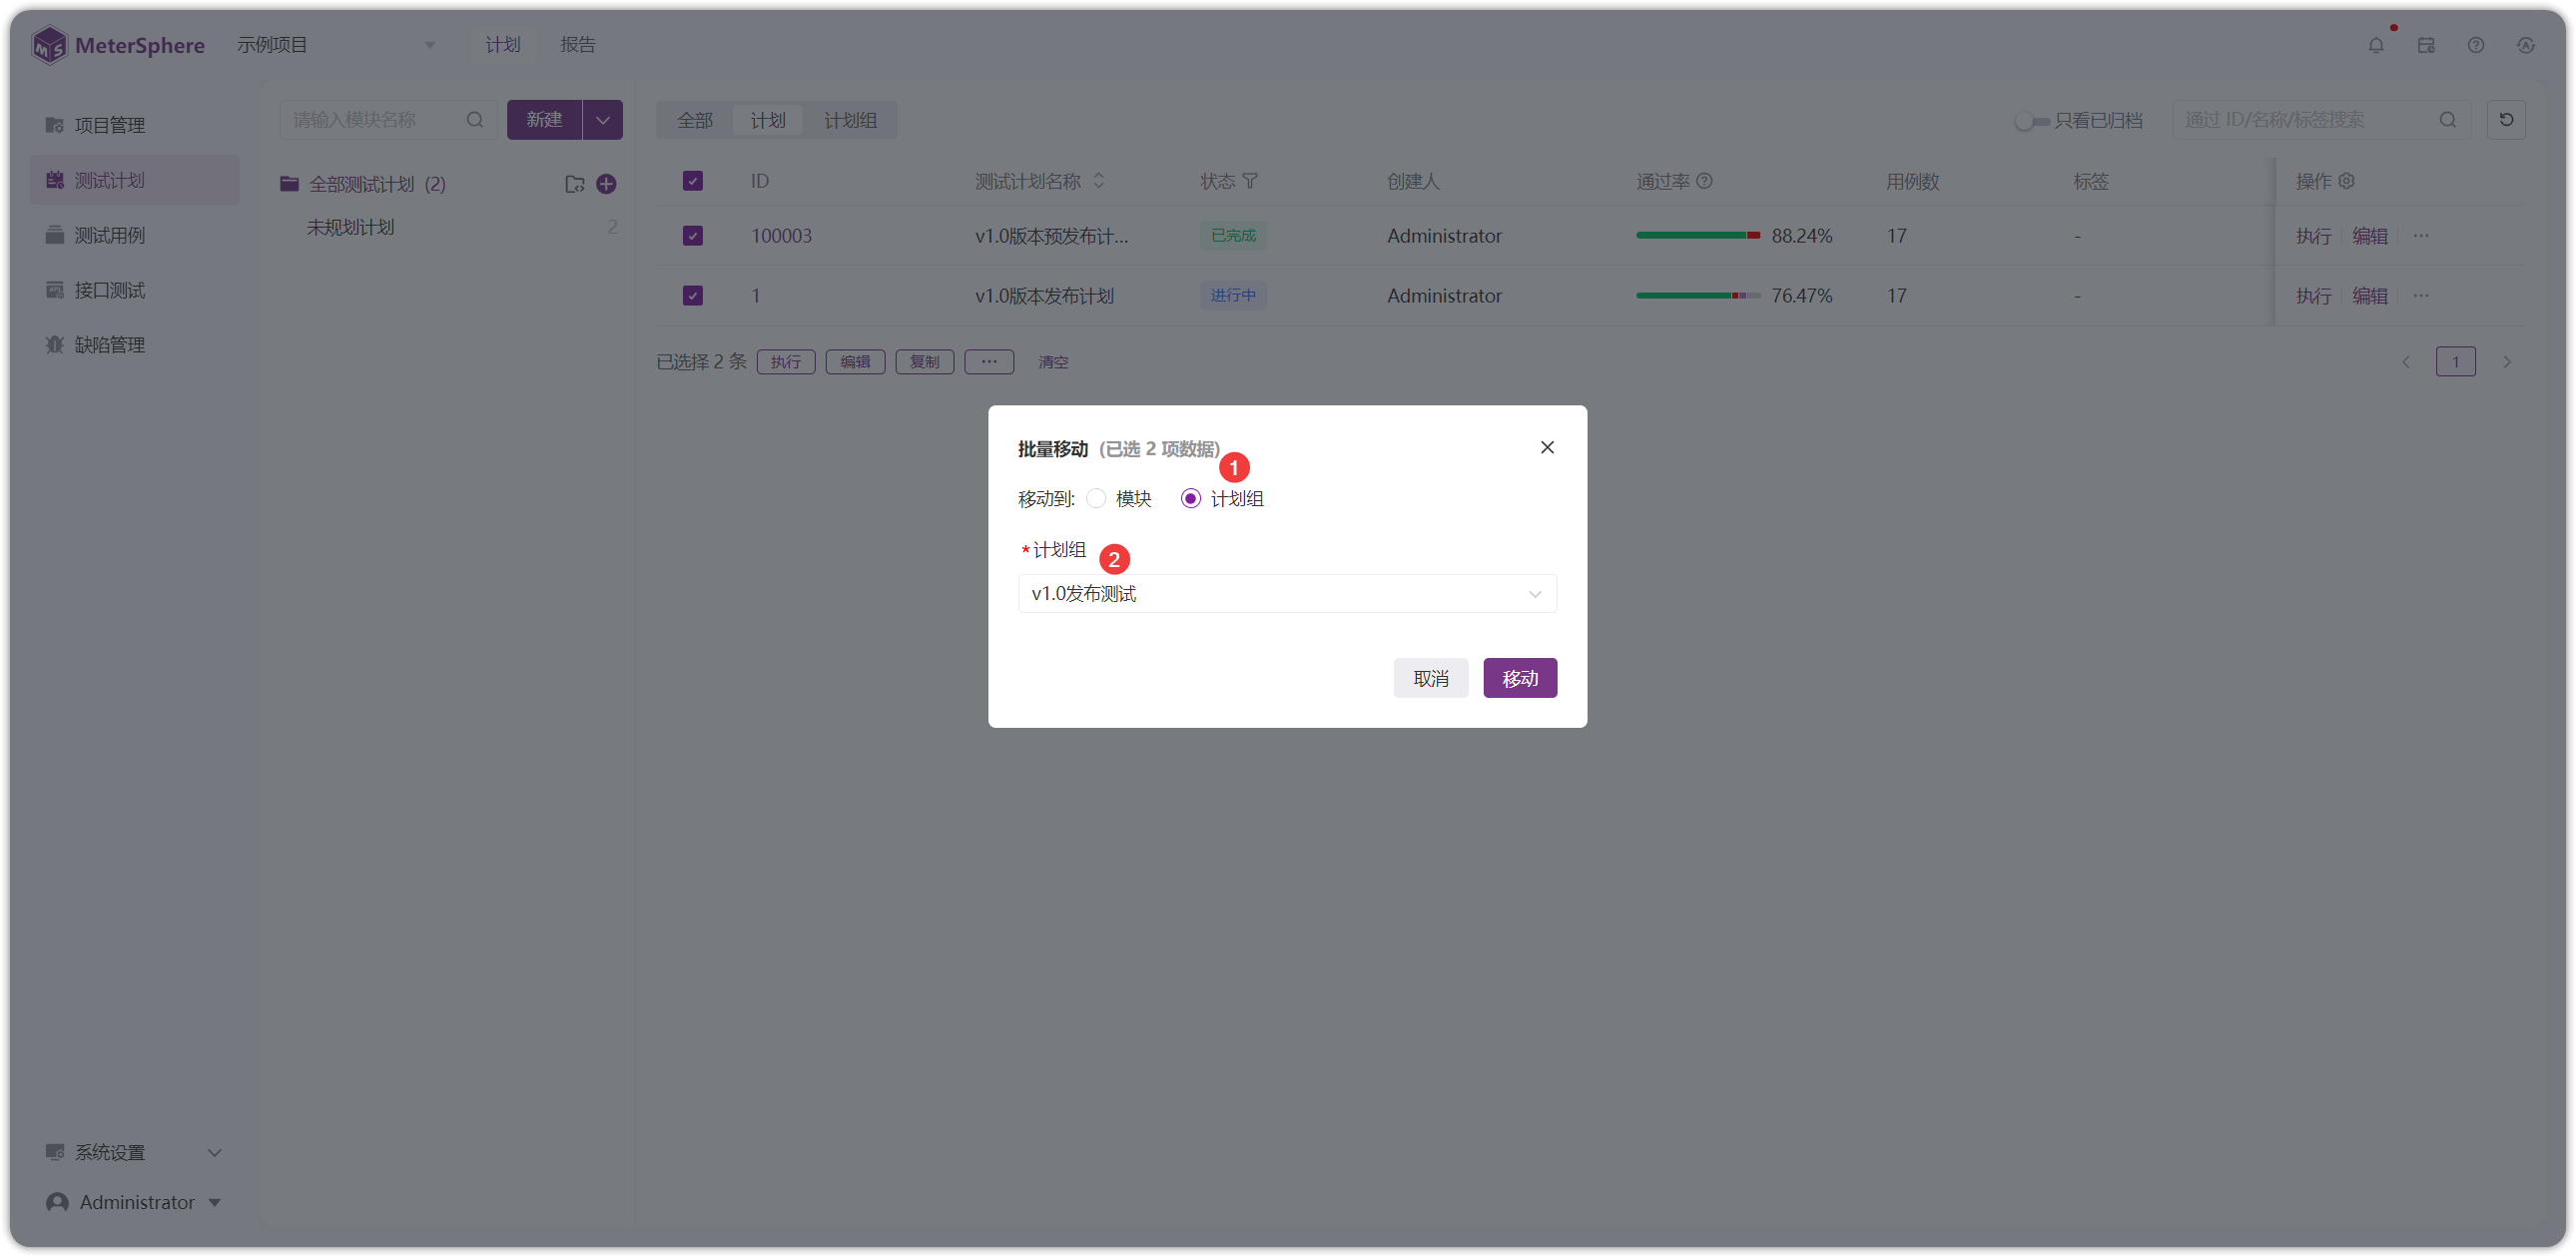 MeterSphere 示例项目 计划 报告
项目管理
测试计划
测试用例
接口测试
缺陷管理
系统设置
Administrator
请输入模块名称 新建
全部测试计划 (2)
未规划计划 2
全部 计划 计划组 只看已归档 通过 ID/名称/标签搜索
ID 测试计划名称 状态 创建人 通过率 用例数 标签 操作
100003 v1.0版本预发布计... 已完成 Administrator 88.24% 17 - 执行 编辑 ...
1 v1.0版本发布计划 进行中 Administrator 76.47% 17 - 执行 编辑 ...
已选择 2 条 执行 编辑 复制 ... 清空 1
批量移动 (已选 2 项数据)
1
移动到: 模块 计划组
* 计划组
2
v1.0发布测试
取消 移动